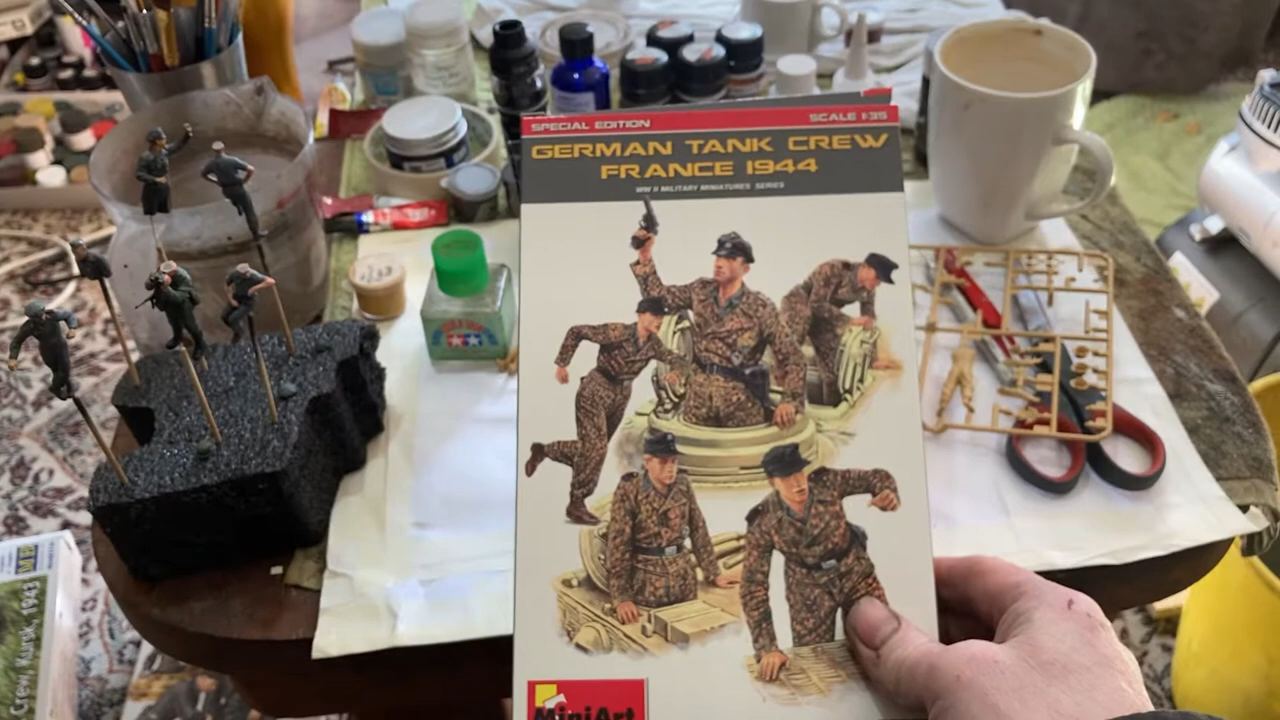 SPECIAL EDITION
SCALE 1:35
GERMAN TANK CREW
FRANCE 1944
WW II MILITARY MINIATURES SERIES
MiniArt
TAMIYA
Crew, Kursk, 1943